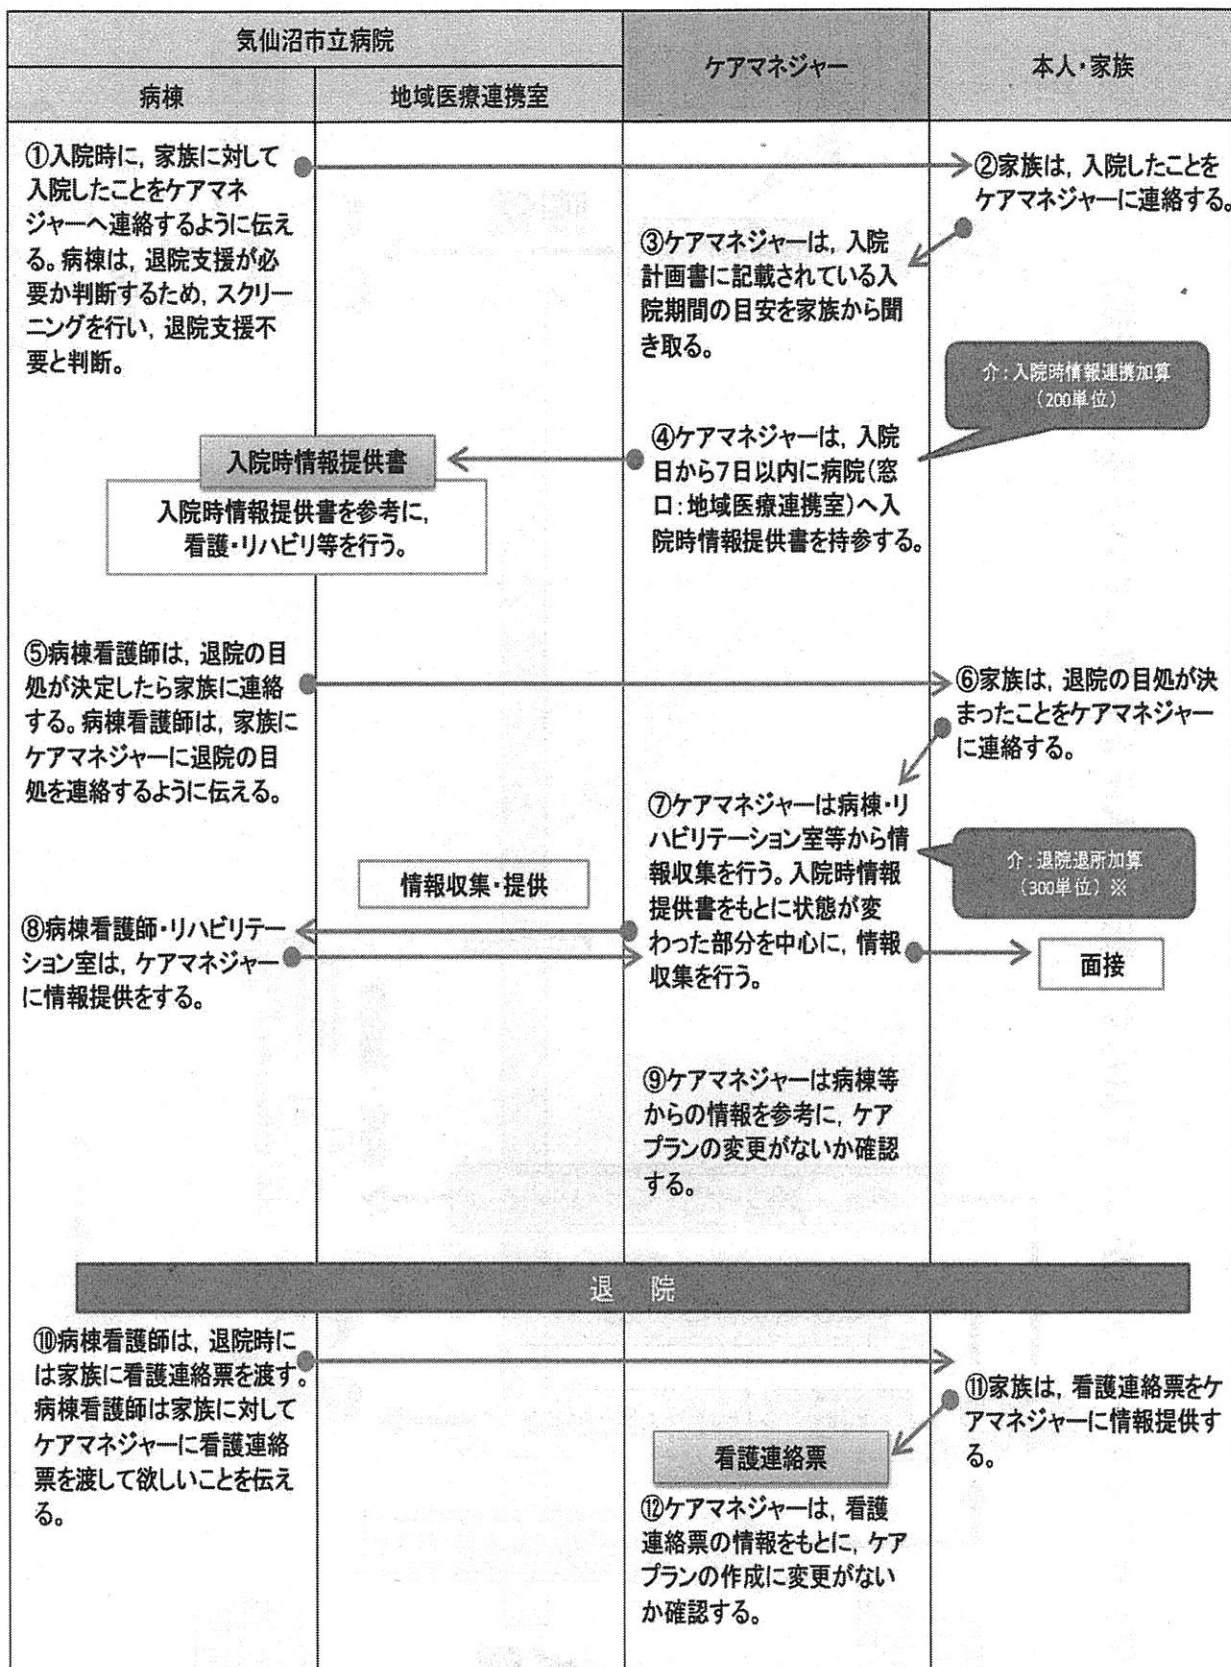 気仙沼市立病院
病棟
地域医療連携室
ケアマネジャー
本人・家族
①入院時に，家族に対して
入院したことをケアマネ
ジャーへ連絡するように伝え
る。病棟は，退院支援が必
要か判断するため，スクリー
ニングを行い，退院支援不
要と判断。
②家族は，入院したことを
ケアマネジャーに連絡する。
③ケアマネジャーは，入院
計画書に記載されている入
院期間の目安を家族から聞
き取る。
介：入院時情報連携加算
（200単位）
④ケアマネジャーは，入院
日から7日以内に病院（窓
口：地域医療連携室）へ入
院時情報提供書を持参する。
入院時情報提供書
入院時情報提供書を参考に，
看護・リハビリ等を行う。
⑤病棟看護師は，退院の目
処が決定したら家族に連絡
する。病棟看護師は，家族に
ケアマネジャーに退院の目
処を連絡するように伝える。
⑥家族は，退院の目処が決
まったことをケアマネジャー
に連絡する。
⑦ケアマネジャーは病棟・リ
ハビリテーション室等から情
報収集を行う。入院時情報
提供書をもとに状態が変
わった部分を中心に，情報
収集を行う。
介：退院退所加算
（300単位）※
情報収集・提供
⑧病棟看護師・リハビリテー
ション室は，ケアマネジャー
に情報提供をする。
面接
⑨ケアマネジャーは病棟等
からの情報を参考に，ケア
プランの変更がないか確認
する。
退　院
⑩病棟看護師は，退院時に
は家族に看護連絡票を渡す。
病棟看護師は家族に対して
ケアマネジャーに看護連絡
票を渡して欲しいことを伝え
る。
⑪家族は，看護連絡票をケ
アマネジャーに情報提供す
る。
看護連絡票
⑫ケアマネジャーは，看護
連絡票の情報をもとに，ケア
プランの作成に変更がない
か確認する。